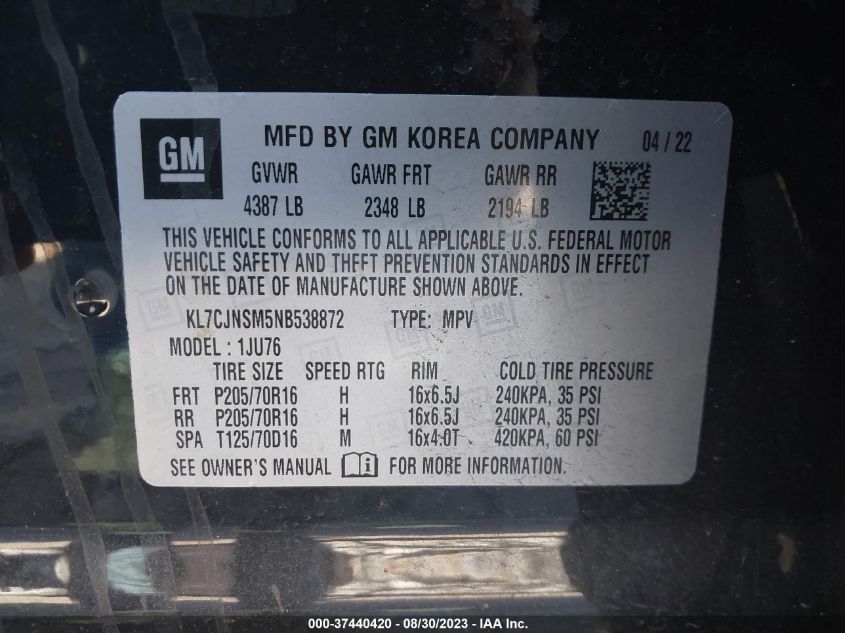 GM
MFD BY GM KOREA COMPANY 04 / 22
GVWR GAWR FRT GAWR RR
4387 LB 2348 LB 2194 LB
THIS VEHICLE CONFORMS TO ALL APPLICABLE U.S. FEDERAL MOTOR
VEHICLE SAFETY AND THEFT PREVENTION STANDARDS IN EFFECT
ON THE DATE OF MANUFACTURE SHOWN ABOVE.
KL7CJNSM5NB538872 TYPE: MPV
MODEL : 1JU76
TIRE SIZE SPEED RTG RIM COLD TIRE PRESSURE
FRT P205/70R16 H 16x6.5J 240KPA, 35 PSI
RR P205/70R16 H 16x6.5J 240KPA, 35 PSI
SPA T125/70D16 M 16x4.0T 420KPA, 60 PSI
SEE OWNER'S MANUAL i FOR MORE INFORMATION.
000-37440420 - 08/30/2023 - IAA Inc.